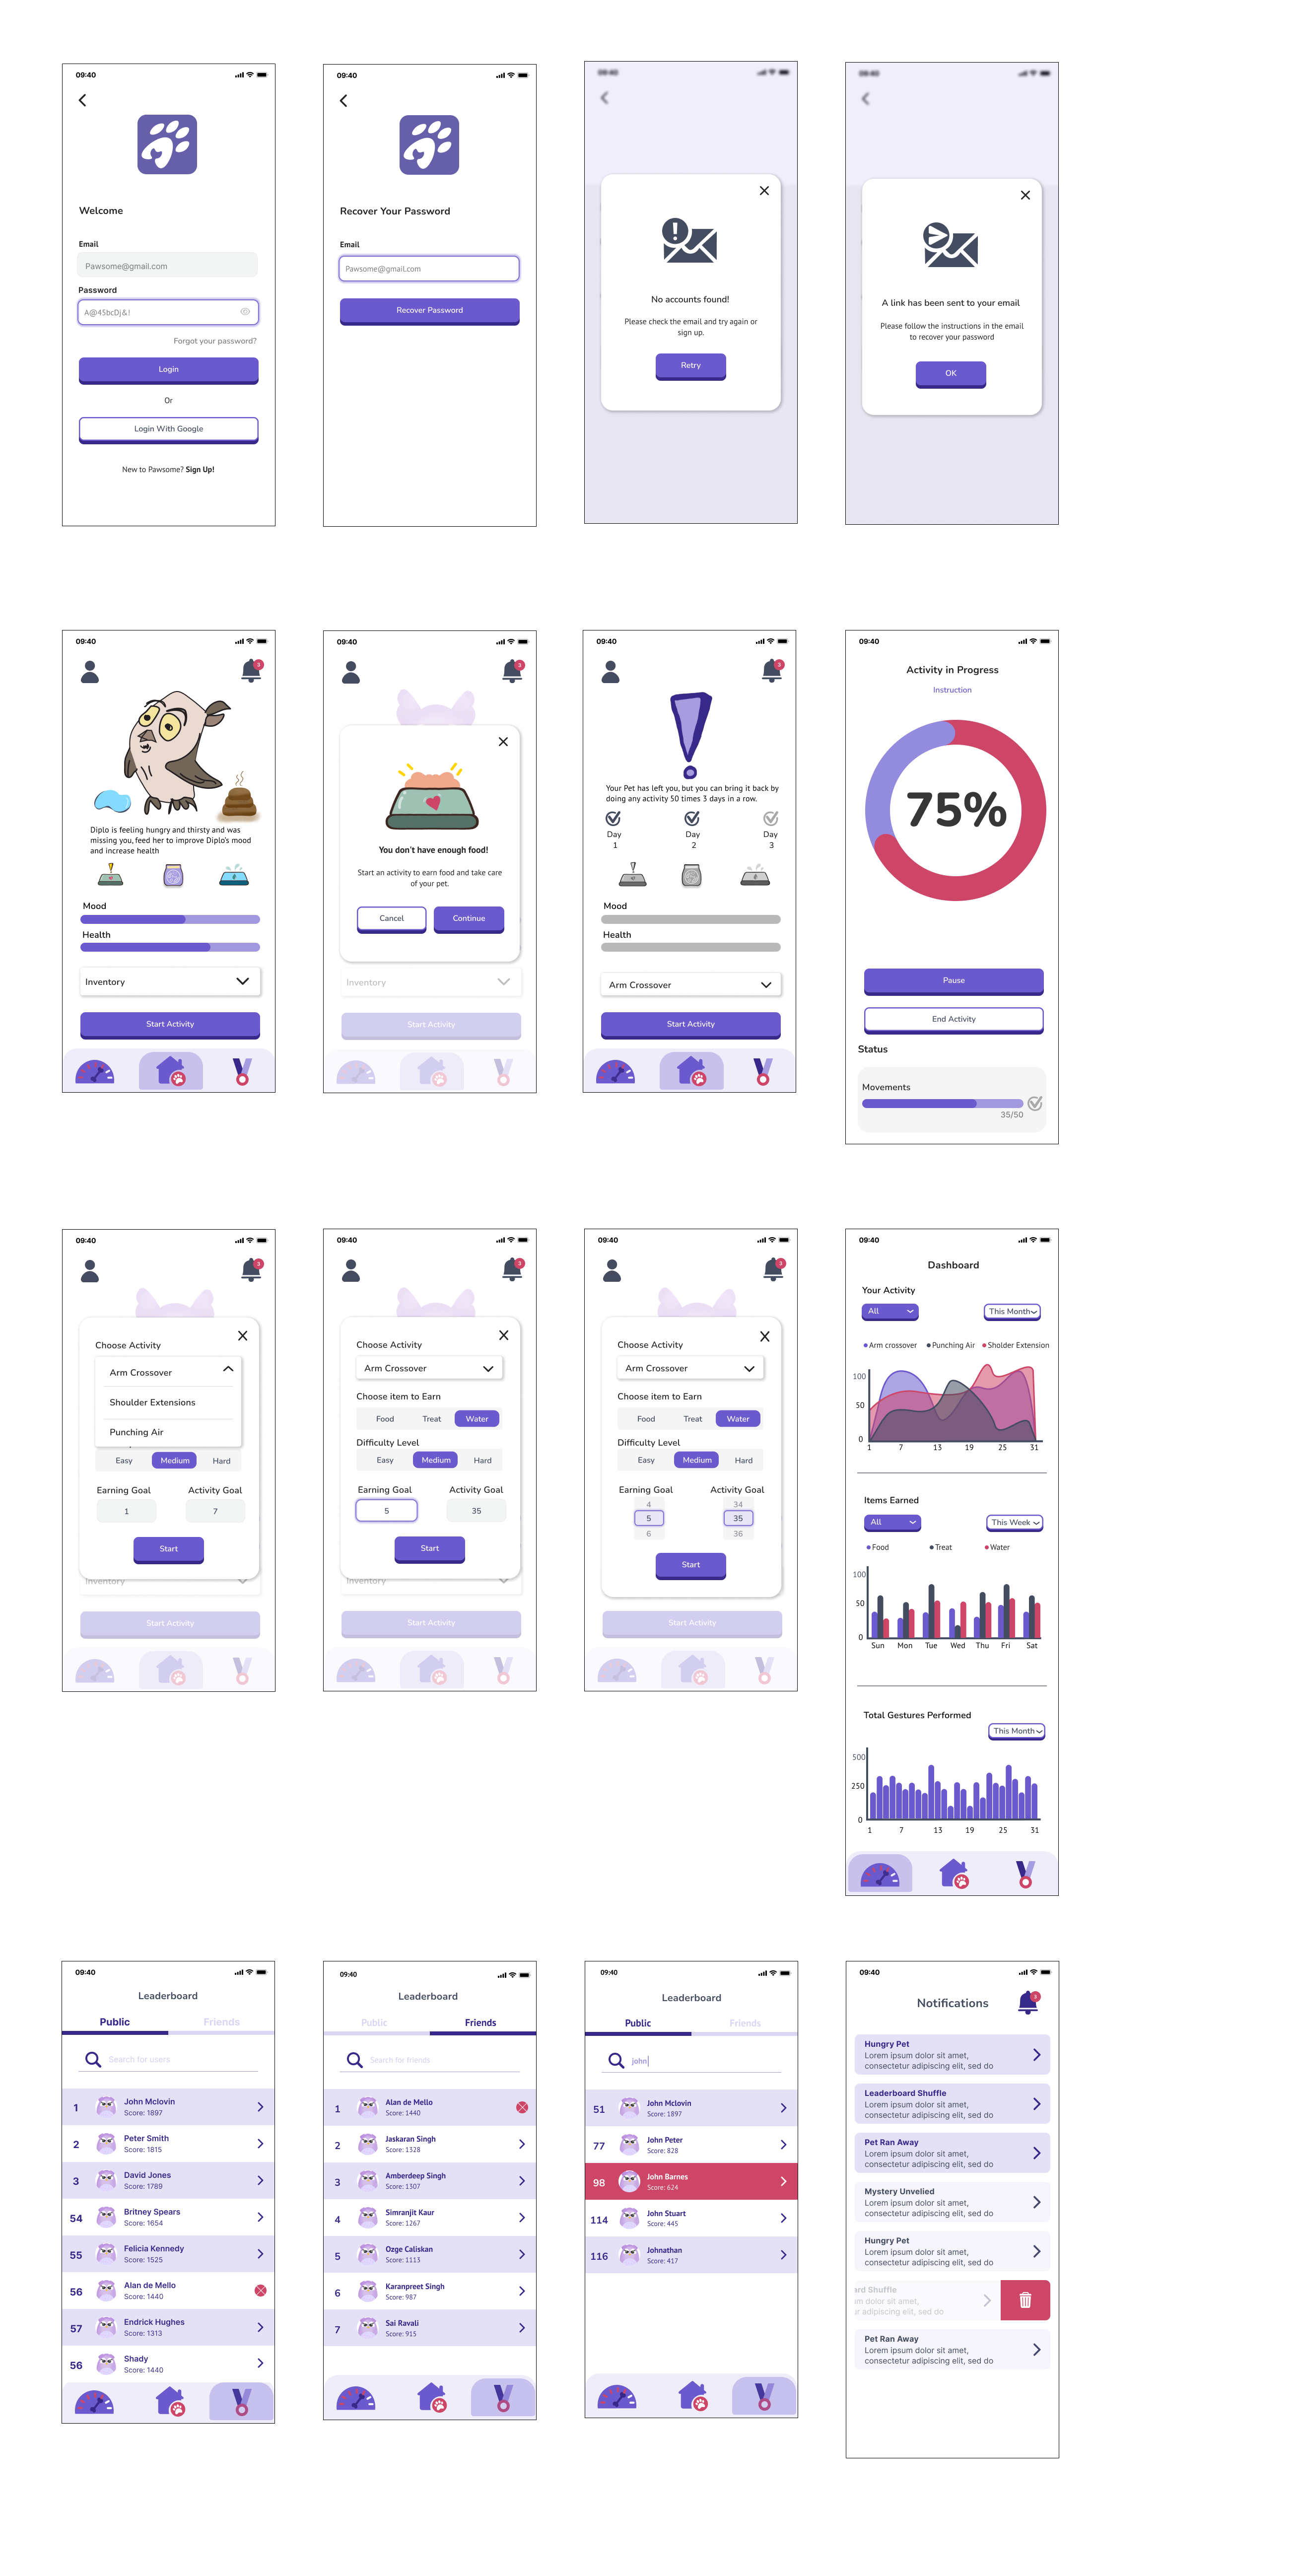 09:40
Welcome
Email
Pawsome@gmail.com
Password
A@45bcDj&!
Forgot your password?
Login
Or
Login With Google
New to Pawsome? Sign Up!
09:40
Recover Your Password
Email
Pawsome@gmail.com
Recover Password
09:40
No accounts found!
Please check the email and try again or
sign up.
Retry
09:40
A link has been sent to your email
Please follow the instructions in the email
to recover your password
OK
09:40
3
Diplo is feeling hungry and thirsty and was
missing you, feed her to improve Diplo's mood
and increase health
Mood
Health
Inventory
Start Activity
09:40
3
You don't have enough food!
Start an activity to earn food and take care
of your pet.
Cancel
Continue
Inventory
Start Activity
09:40
3
Your Pet has left you, but you can bring it back by
doing any activity 50 times 3 days in a row.
Day
1
Day
2
Day
3
Mood
Health
Arm Crossover
Start Activity
09:40
Activity in Progress
Instruction
75%
Pause
End Activity
Status
Movements
35/50
09:40
3
Choose Activity
Arm Crossover
Shoulder Extensions
Punching Air
Easy
Medium
Hard
Earning Goal
Activity Goal
1
7
Start
Inventory
Start Activity
09:40
3
Choose Activity
Arm Crossover
Choose item to Earn
Food
Treat
Water
Difficulty Level
Easy
Medium
Hard
Earning Goal
Activity Goal
5
35
Start
Inventory
Start Activity
09:40
3
Choose Activity
Arm Crossover
Choose item to Earn
Food
Treat
Water
Difficulty Level
Easy
Medium
Hard
Earning Goal
Activity Goal
4
34
5
35
6
36
Start
Start Activity
09:40
Dashboard
Your Activity
All
This Month
Arm crossover
Punching Air
Sholder Extension
100
50
0
1
7
13
19
25
31
Items Earned
All
This Week
Food
Treat
Water
100
50
0
Sun
Mon
Tue
Wed
Thu
Fri
Sat
Total Gestures Performed
This Month
500
250
0
1
7
13
19
25
31
09:40
Leaderboard
Public
Friends
Search for users
1
John Mclovin
Score: 1897
2
Peter Smith
Score: 1815
3
David Jones
Score: 1789
54
Britney Spears
Score: 1654
55
Felicia Kennedy
Score: 1525
56
Alan de Mello
Score: 1440
57
Endrick Hughes
Score: 1313
56
Shady
Score: 1440
09:40
Leaderboard
Public
Friends
Search for friends
1
Alan de Mello
Score: 1440
2
Jaskaran Singh
Score: 1328
3
Amberdeep Singh
Score: 1307
4
Simranjit Kaur
Score: 1267
5
Ozge Caliskan
Score: 1113
6
Karanpreet Singh
Score: 987
7
Sai Ravali
Score: 915
09:40
Leaderboard
Public
Friends
john
51
John Mclovin
Score: 1897
77
John Peter
Score: 828
98
John Barnes
Score: 624
114
John Stuart
Score: 445
116
Johnathan
Score: 417
09:40
Notifications
3
Hungry Pet
Lorem ipsum dolor sit amet,
consectetur adipiscing elit, sed do
Leaderboard Shuffle
Lorem ipsum dolor sit amet,
consectetur adipiscing elit, sed do
Pet Ran Away
Lorem ipsum dolor sit amet,
consectetur adipiscing elit, sed do
Mystery Unvelied
Lorem ipsum dolor sit amet,
consectetur adipiscing elit, sed do
Hungry Pet
Lorem ipsum dolor sit amet,
consectetur adipiscing elit, sed do
ard Shuffle
m dolor sit amet,
r adipiscing elit, sed do
Pet Ran Away
Lorem ipsum dolor sit amet,
consectetur adipiscing elit, sed do